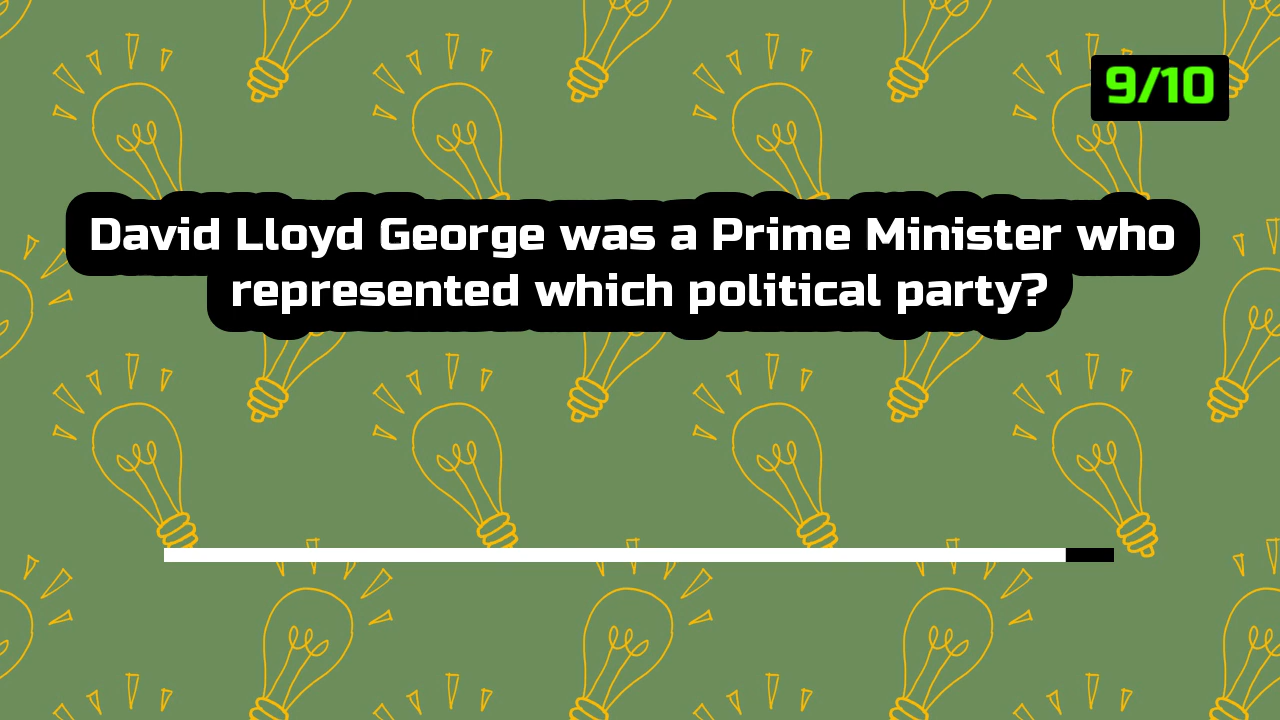 9/10
David Lloyd George was a Prime Minister who
represented which political party?